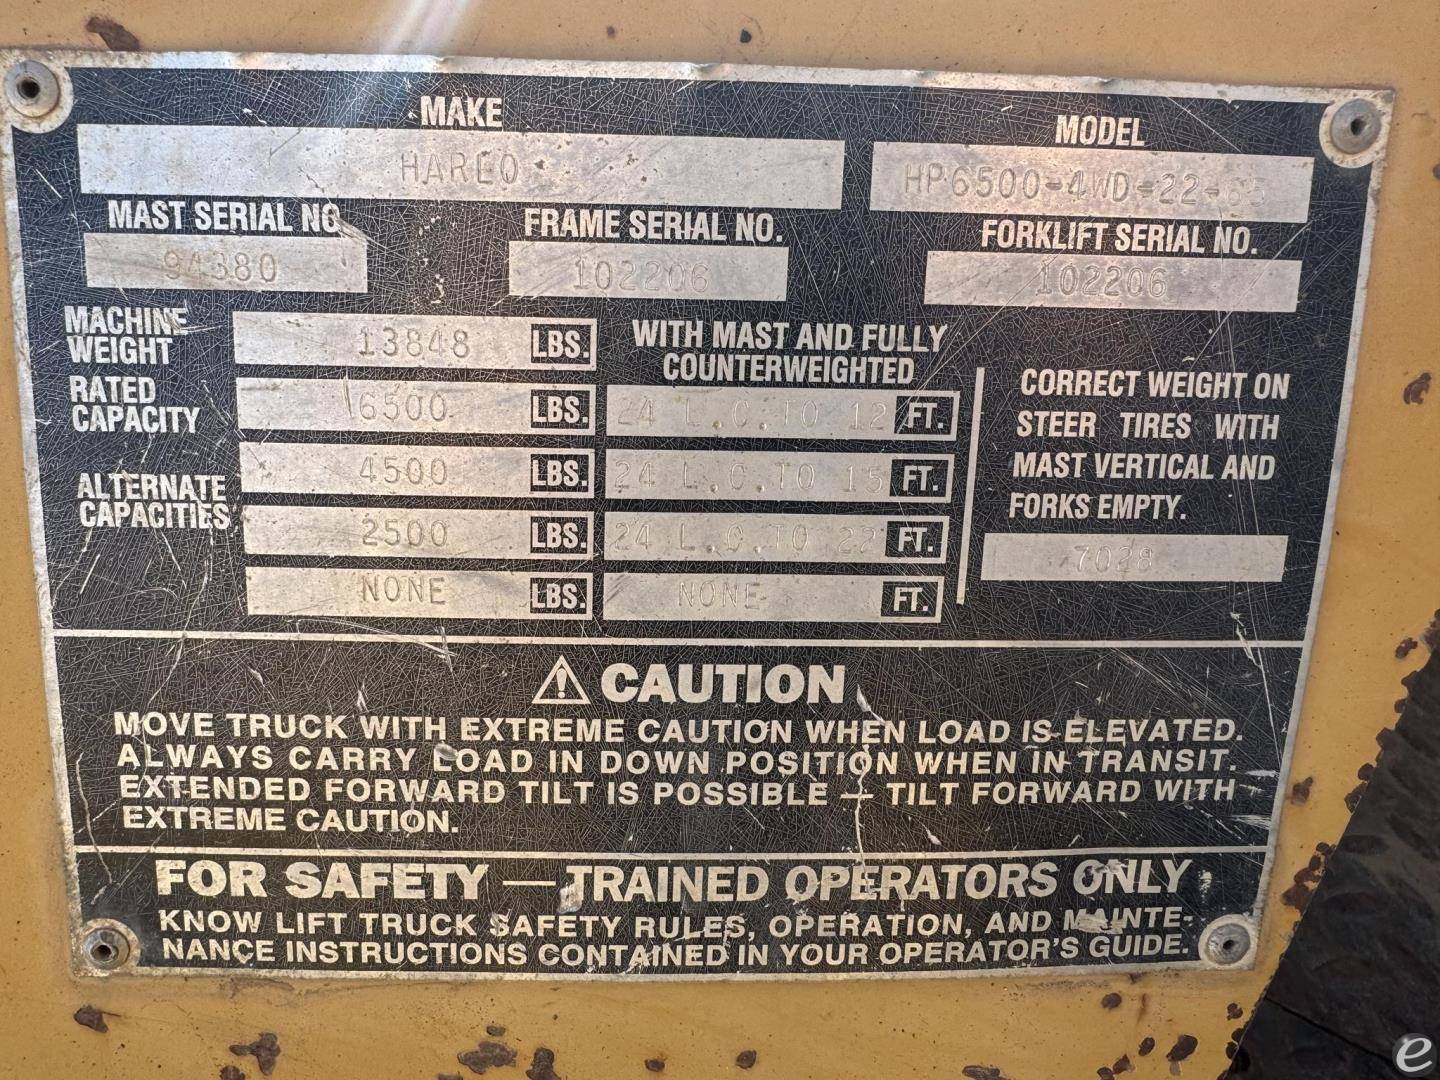 MAKE
HARLO
MODEL
HP6500-4WD-22-65
MAST SERIAL NO.
94380
FRAME SERIAL NO.
102206
FORKLIFT SERIAL NO.
102206
MACHINE WEIGHT
13848 LBS.
WITH MAST AND FULLY
COUNTERWEIGHTED
RATED CAPACITY
6500 LBS. 24 L.C.TO 12 FT.
ALTERNATE CAPACITIES
4500 LBS. 24 L.C.TO 15 FT.
2500 LBS. 24 L.C.TO 22 FT.
NONE LBS. NONE FT.
CORRECT WEIGHT ON
STEER TIRES WITH
MAST VERTICAL AND
FORKS EMPTY.
7028
CAUTION
MOVE TRUCK WITH EXTREME CAUTION WHEN LOAD IS ELEVATED.
ALWAYS CARRY LOAD IN DOWN POSITION WHEN IN TRANSIT.
EXTENDED FORWARD TILT IS POSSIBLE — TILT FORWARD WITH
EXTREME CAUTION.
FOR SAFETY — TRAINED OPERATORS ONLY
KNOW LIFT TRUCK SAFETY RULES, OPERATION, AND MAINTE-
NANCE INSTRUCTIONS CONTAINED IN YOUR OPERATOR'S GUIDE.
e